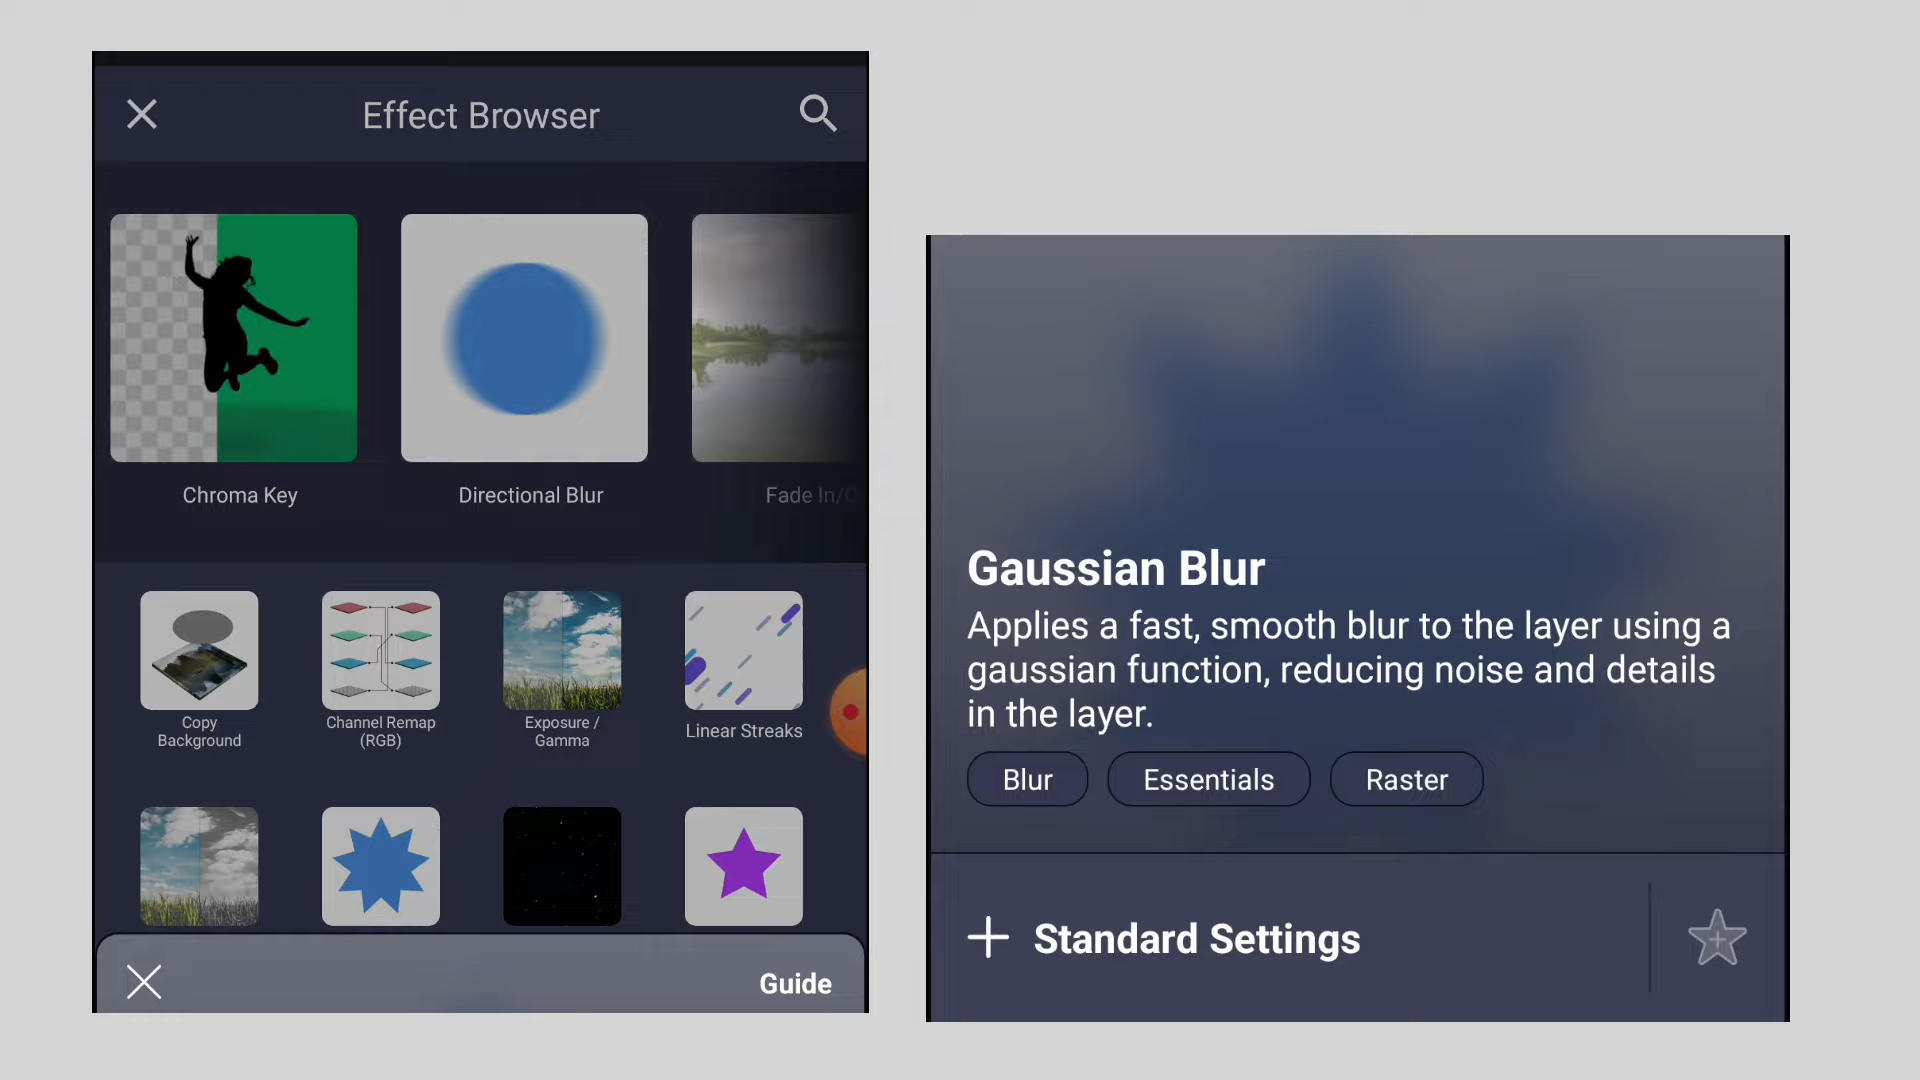 Effect Browser
Chroma Key
Directional Blur
Fade In/
Copy
Background
Channel Remap
(RGB)
Exposure /
Gamma
Linear Streaks
Guide
Gaussian Blur
Applies a fast, smooth blur to the layer using a
gaussian function, reducing noise and details
in the layer.
Blur
Essentials
Raster
Standard Settings